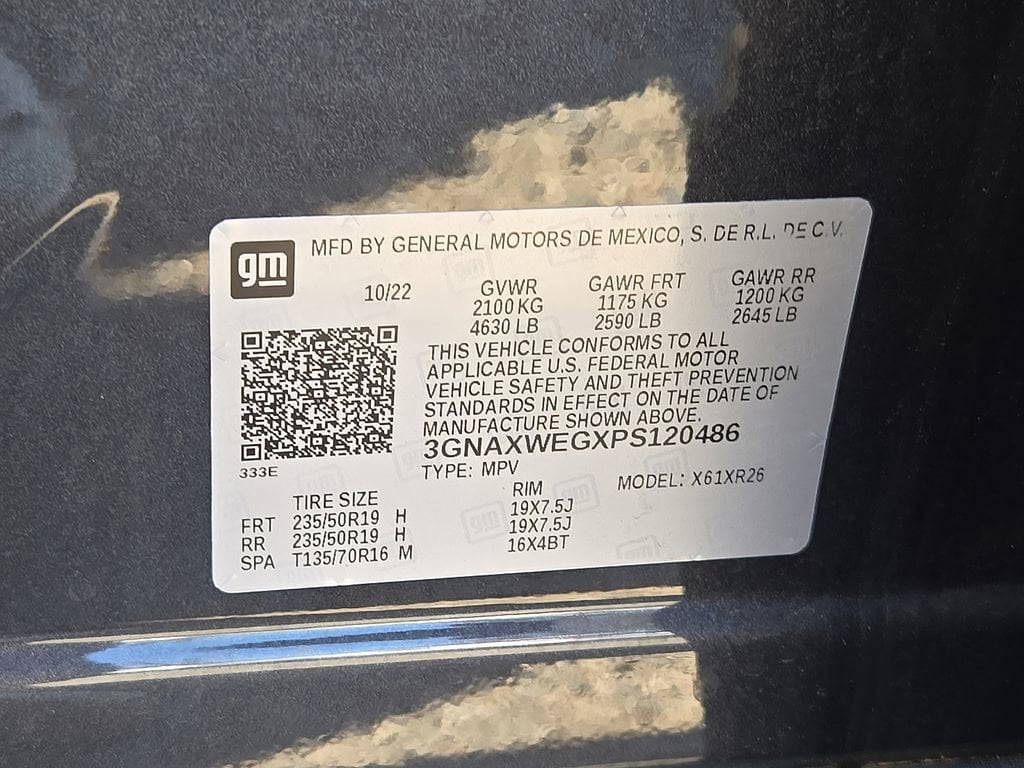 gm
MFD BY GENERAL MOTORS DE MEXICO, S. DE R.L. DE C.V.
10/22
GVWR GAWR FRT GAWR RR
2100 KG 1175 KG 1200 KG
4630 LB 2590 LB 2645 LB
THIS VEHICLE CONFORMS TO ALL
APPLICABLE U.S. FEDERAL MOTOR
VEHICLE SAFETY AND THEFT PREVENTION
STANDARDS IN EFFECT ON THE DATE OF
MANUFACTURE SHOWN ABOVE.
3GNAXWEGXPS120486
333E
TYPE: MPV MODEL: X61XR26
TIRE SIZE RIM
FRT 235/50R19 H 19X7.5J
RR 235/50R19 H 19X7.5J
SPA T135/70R16 M 16X4BT